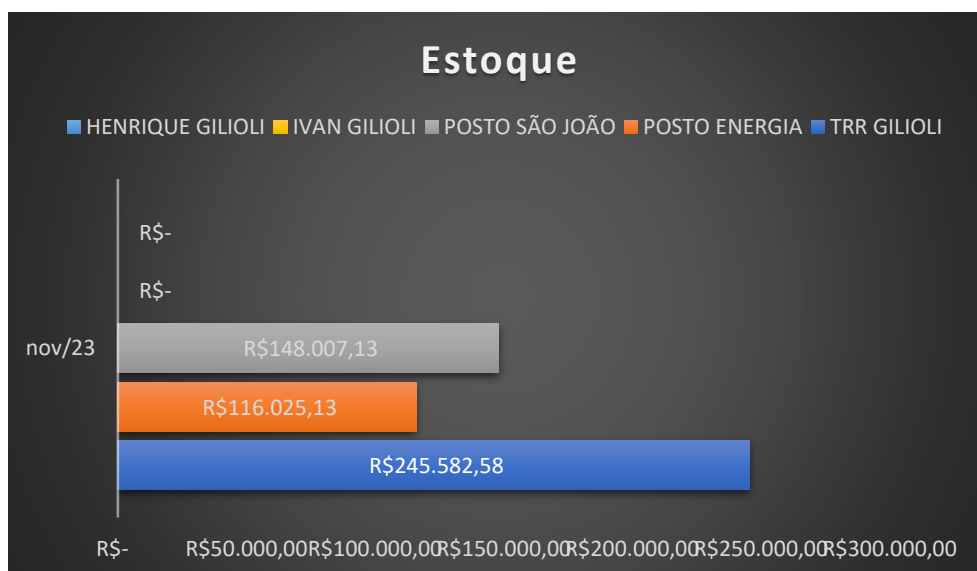 Estoque
HENRIQUE GILIOLI IVAN GILIOLI POSTO SÃO JOÃO POSTO ENERGIA TRR GILIOLI
R$-
R$-
nov/23 R$148.007,13
R$116.025,13
R$245.582,58
R$- R$50.000,00 R$100.000,00 R$150.000,00 R$200.000,00 R$250.000,00 R$300.000,00